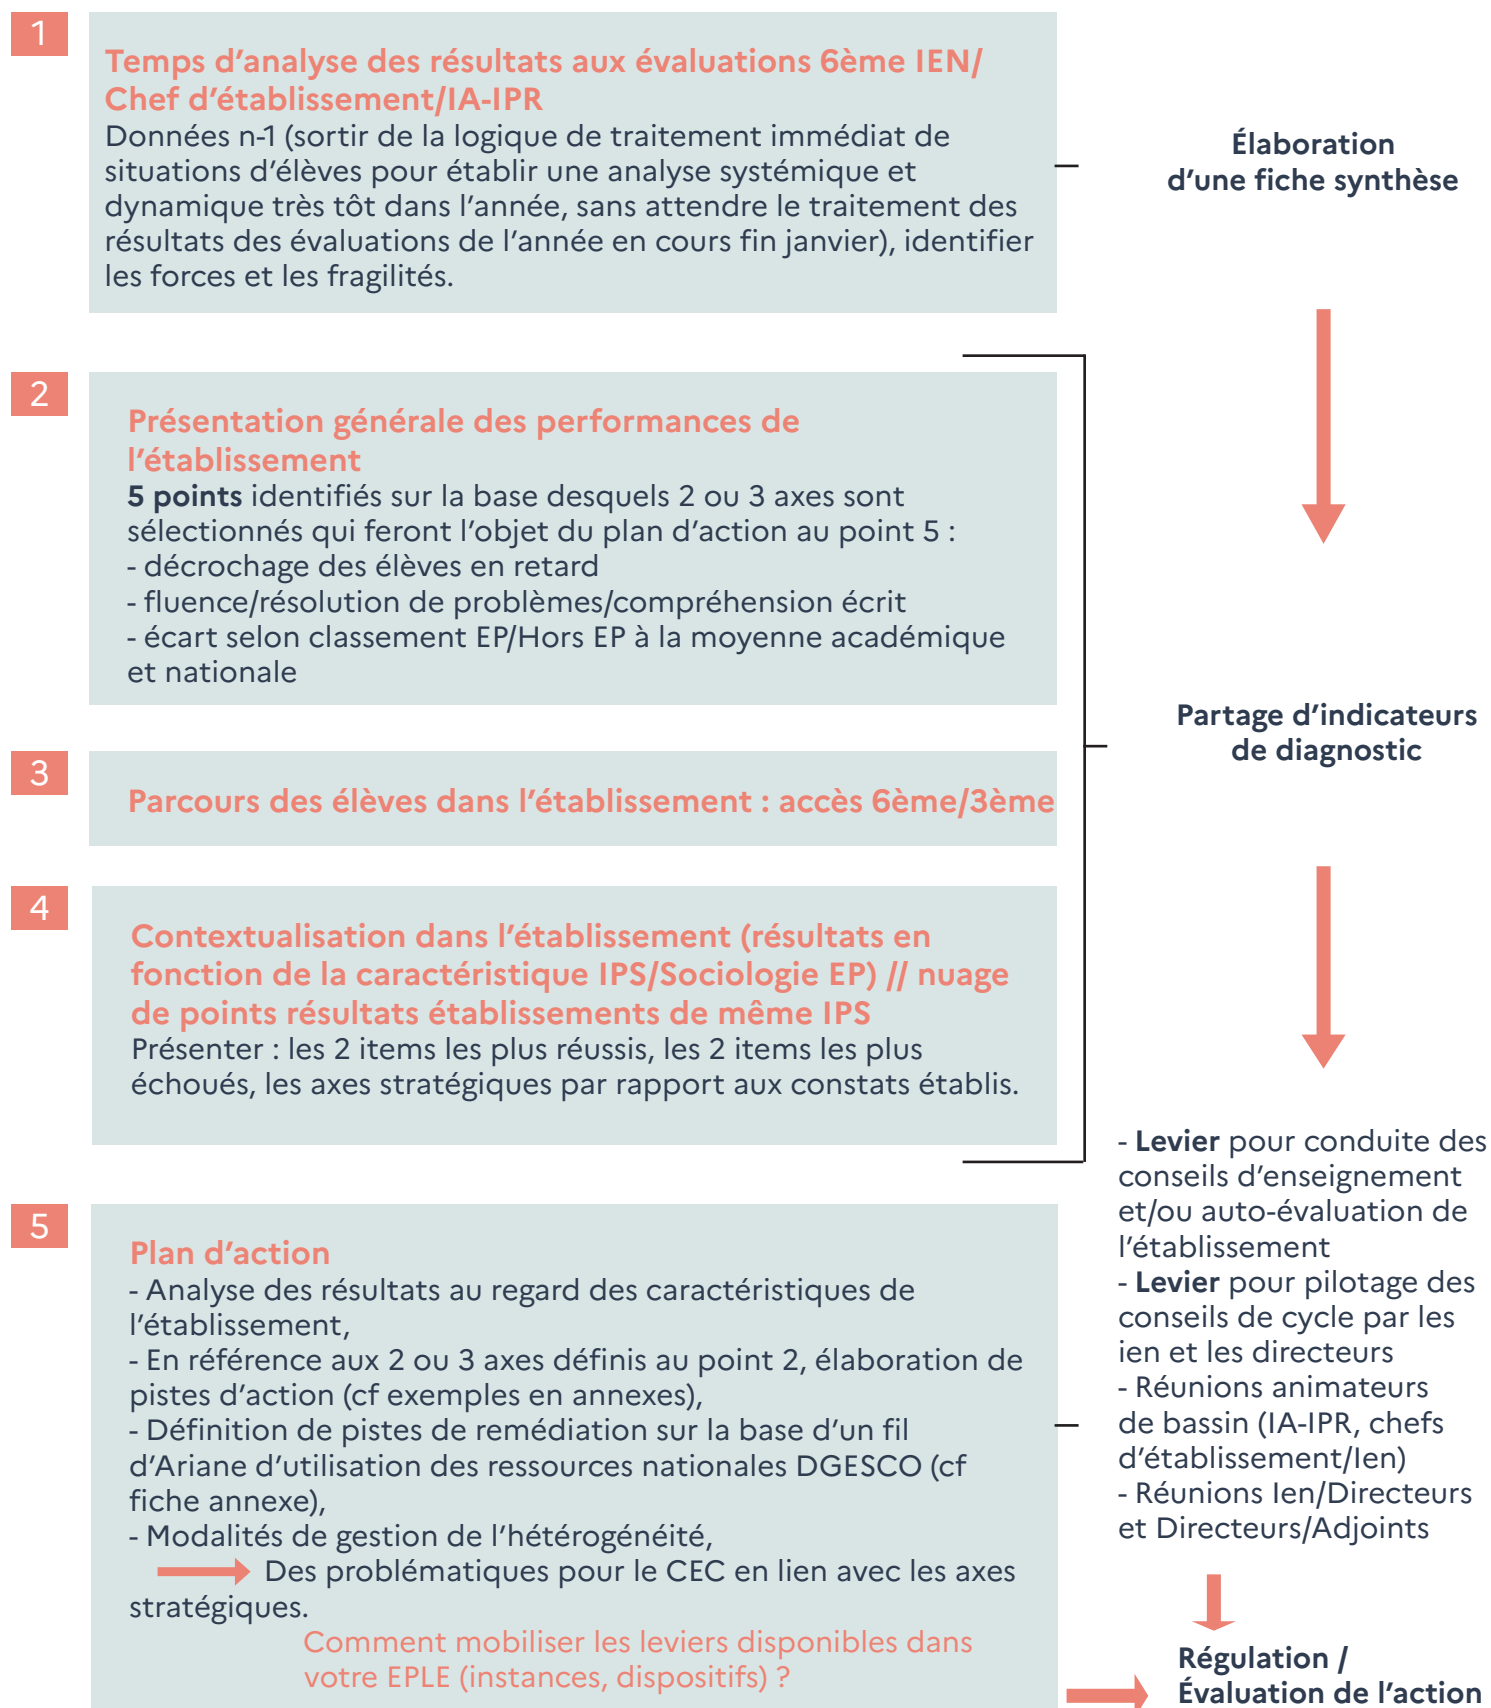 1
Temps d'analyse des résultats aux évaluations 6ème IEN/
Chef d'établissement/IA-IPR
Données n-1 (sortir de la logique de traitement immédiat de
situations d'élèves pour établir une analyse systémique et
dynamique très tôt dans l'année, sans attendre le traitement des
résultats des évaluations de l'année en cours fin janvier), identifier
les forces et les fragilités.
Élaboration
d'une fiche synthèse
2
Présentation générale des performances de
l'établissement
5 points identifiés sur la base desquels 2 ou 3 axes sont
sélectionnés qui feront l'objet du plan d'action au point 5 :
- décrochage des élèves en retard
- fluence/résolution de problèmes/compréhension écrit
- écart selon classement EP/Hors EP à la moyenne académique
et nationale
3
Parcours des élèves dans l'établissement : accès 6ème/3ème
4
Contextualisation dans l'établissement (résultats en
fonction de la caractéristique IPS/Sociologie EP) // nuage
de points résultats établissements de même IPS
Présenter : les 2 items les plus réussis, les 2 items les plus
échoués, les axes stratégiques par rapport aux constats établis.
Partage d'indicateurs
de diagnostic
5
Plan d'action
- Analyse des résultats au regard des caractéristiques de
l'établissement,
- En référence aux 2 ou 3 axes définis au point 2, élaboration de
pistes d'action (cf exemples en annexes),
- Définition de pistes de remédiation sur la base d'un fil
d'Ariane d'utilisation des ressources nationales DGESCO (cf
fiche annexe),
- Modalités de gestion de l'hétérogénéité,
Des problématiques pour le CEC en lien avec les axes
stratégiques.
Comment mobiliser les leviers disponibles dans
votre EPLE (instances, dispositifs) ?
- Levier pour conduite des
conseils d'enseignement
et/ou auto-évaluation de
l'établissement
- Levier pour pilotage des
conseils de cycle par les
ien et les directeurs
- Réunions animateurs
de bassin (IA-IPR, chefs
d'établissement/Ien)
- Réunions Ien/Directeurs
et Directeurs/Adjoints
Régulation /
Évaluation de l'action